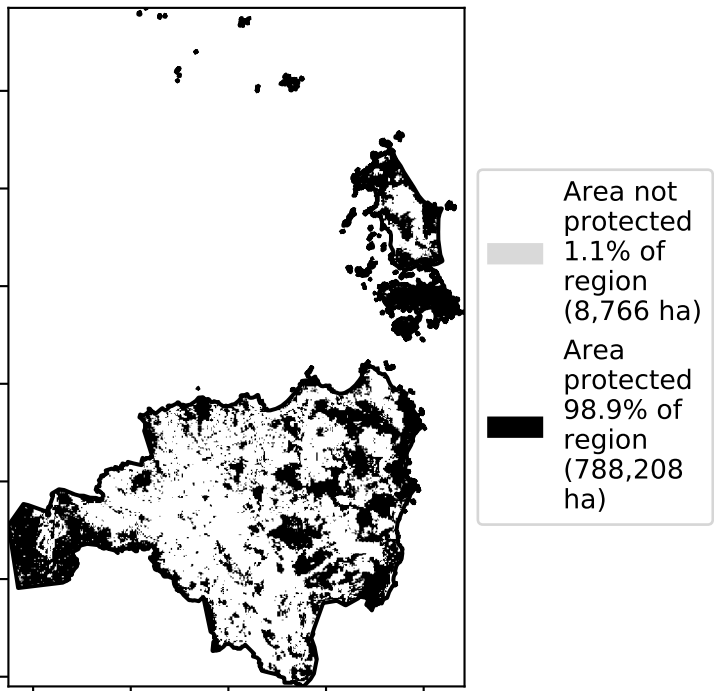 Area not
protected
1.1% of
region
(8,766 ha)
Area
protected
98.9% of
region
(788,208
ha)